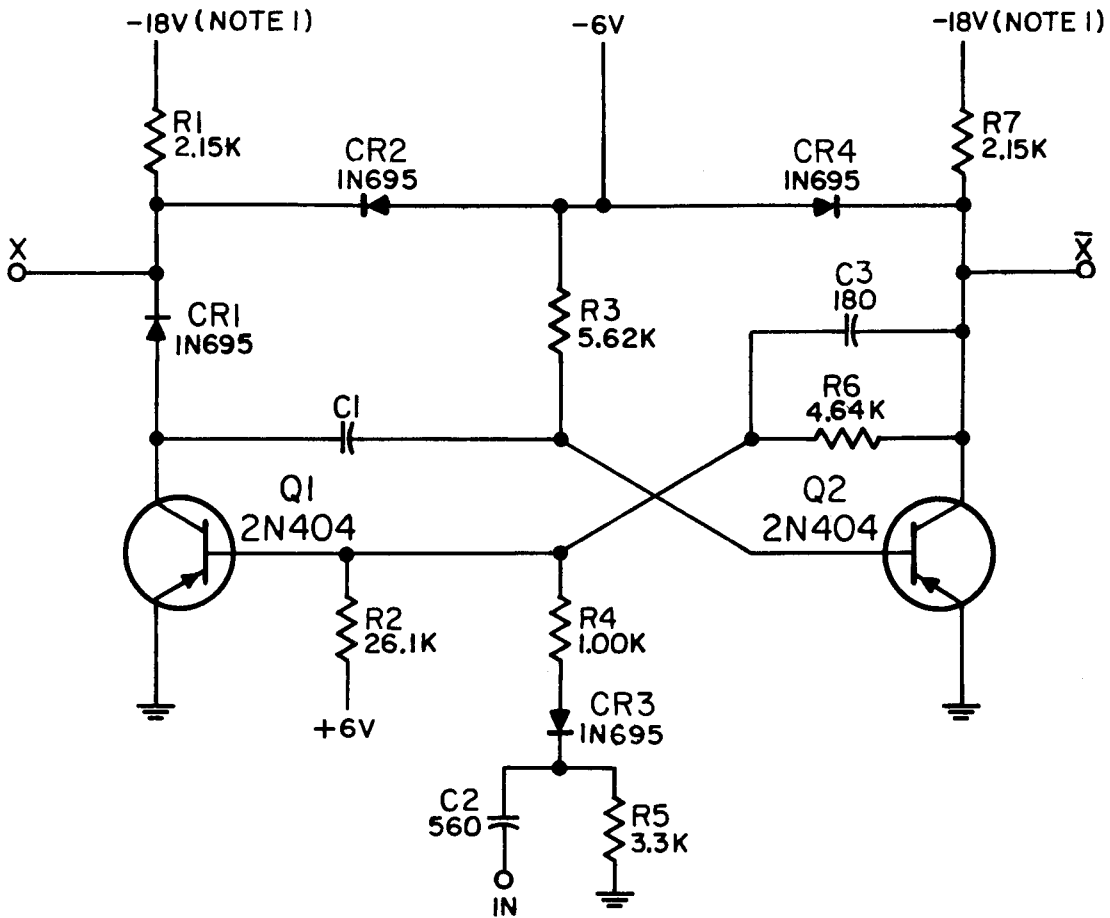 -18V (NOTE 1)
-6V
-18V (NOTE 1)
R1
2.15K
CR2
1N695
CR4
1N695
R7
2.15K
X
X̅
CR1
1N695
R3
5.62K
C3
180
R6
4.64K
C1
Q1
2N404
Q2
2N404
R2
26.1K
+6V
R4
1.00K
CR3
1N695
C2
560
R5
3.3K
IN